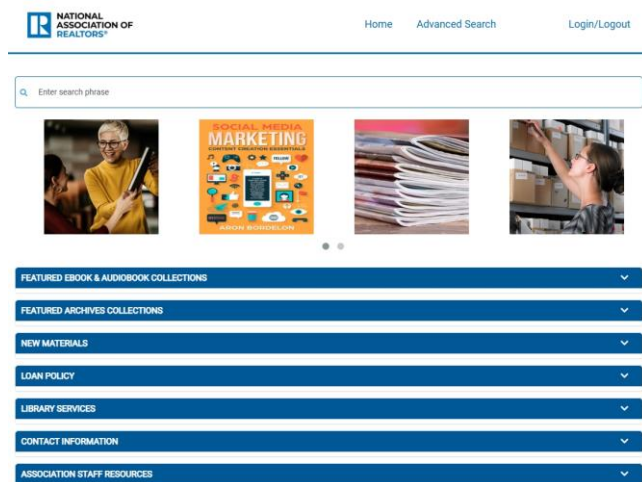 NATIONAL
ASSOCIATION OF
REALTORS®
Home Advanced Search Login/Logout
Enter search phrase
SOCIAL MEDIA
MARKETING
CONTENT CREATION ESSENTIALS
ARON BORDELON
FEATURED EBOOK & AUDIOBOOK COLLECTIONS
FEATURED ARCHIVES COLLECTIONS
NEW MATERIALS
LOAN POLICY
LIBRARY SERVICES
CONTACT INFORMATION
ASSOCIATION STAFF RESOURCES